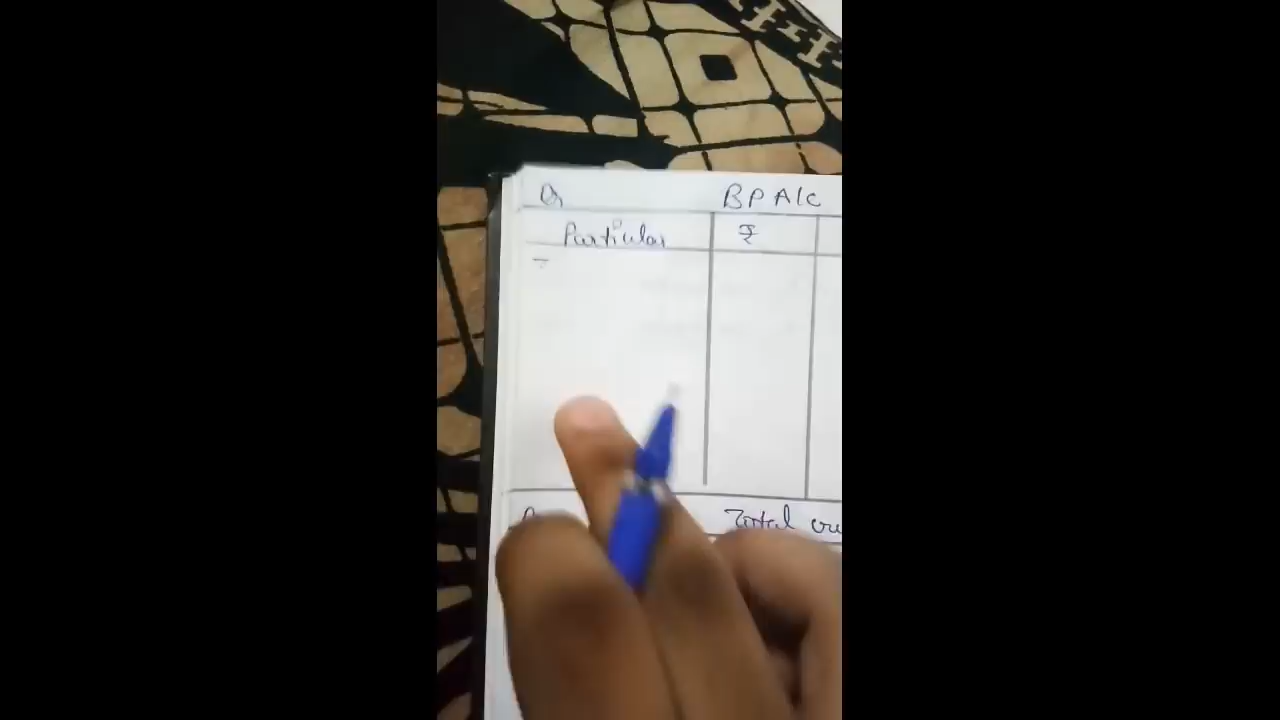 Dr BP A/c
Particular ₹
Total